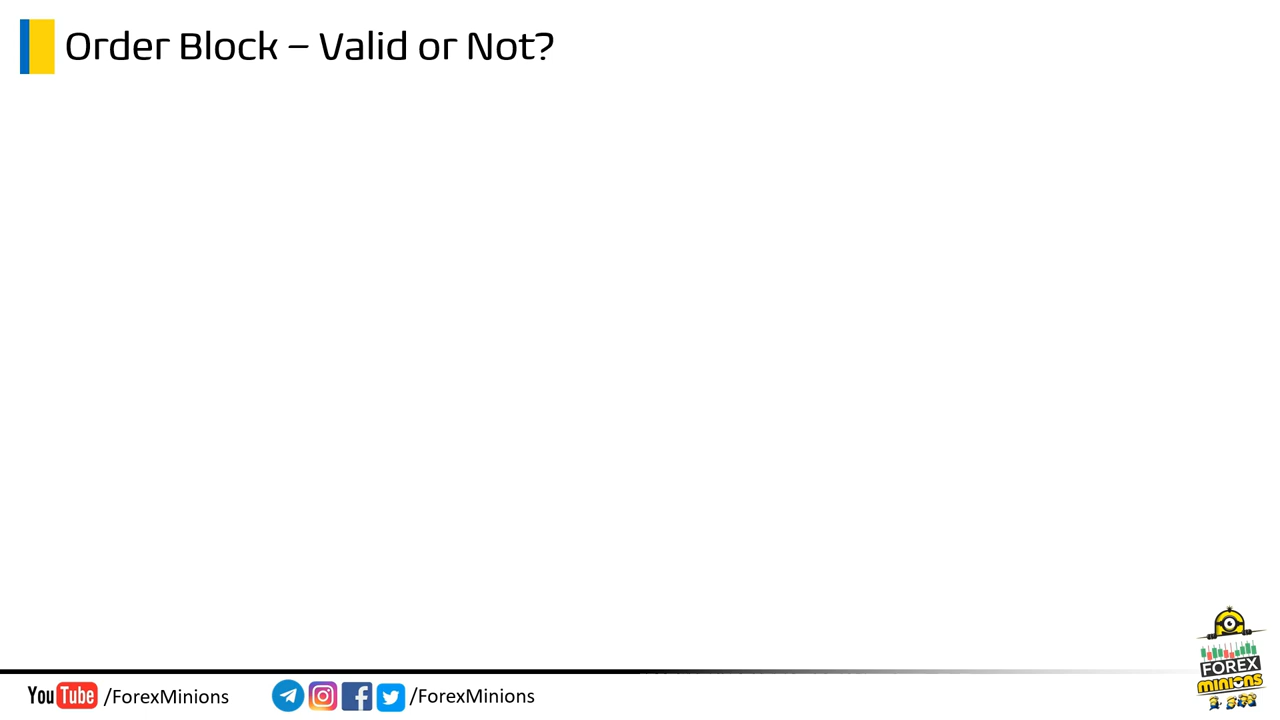 Order Block – Valid or Not?
FOREX
minions
YouTube /ForexMinions
/ForexMinions